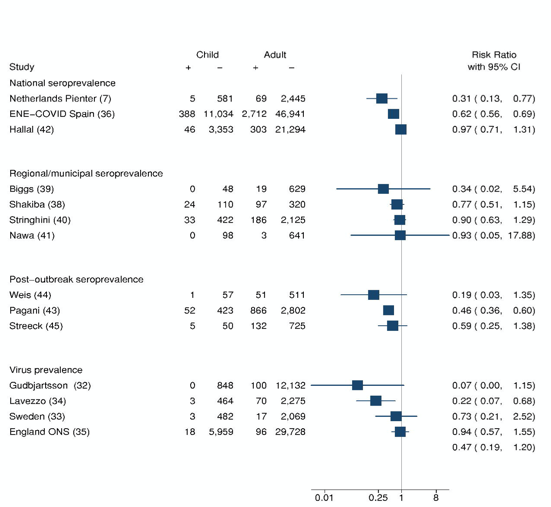 Child Adult Risk Ratio
Study + − + − with 95% CI
National seroprevalence
Netherlands Pienter (7) 5 581 69 2,445 0.31 ( 0.13, 0.77)
ENE−COVID Spain (36) 388 11,034 2,712 46,941 0.62 ( 0.56, 0.69)
Hallal (42) 46 3,353 303 21,294 0.97 ( 0.71, 1.31)
Regional/municipal seroprevalence
Biggs (39) 0 48 19 629 0.34 ( 0.02, 5.54)
Shakiba (38) 24 110 97 320 0.77 ( 0.51, 1.15)
Stringhini (40) 33 422 186 2,125 0.90 ( 0.63, 1.29)
Nawa (41) 0 98 3 641 0.93 ( 0.05, 17.88)
Post−outbreak seroprevalence
Weis (44) 1 57 51 511 0.19 ( 0.03, 1.35)
Pagani (43) 52 423 866 2,802 0.46 ( 0.36, 0.60)
Streeck (45) 5 50 132 725 0.59 ( 0.25, 1.38)
Virus prevalence
Gudbjartsson (32) 0 848 100 12,132 0.07 ( 0.00, 1.15)
Lavezzo (34) 3 464 70 2,275 0.22 ( 0.07, 0.68)
Sweden (33) 3 482 17 2,069 0.73 ( 0.21, 2.52)
England ONS (35) 18 5,959 96 29,728 0.94 ( 0.57, 1.55)
0.47 ( 0.19, 1.20)
0.01 0.25 1 8